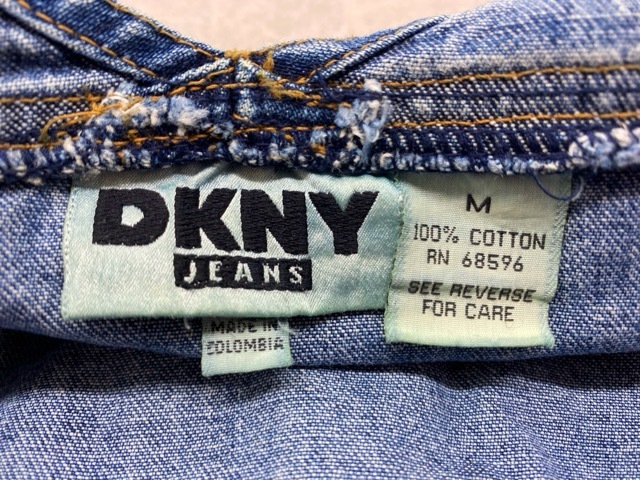 DKNY
JEANS
MADE IN
COLOMBIA
M
100% COTTON
RN 68596
SEE REVERSE
FOR CARE